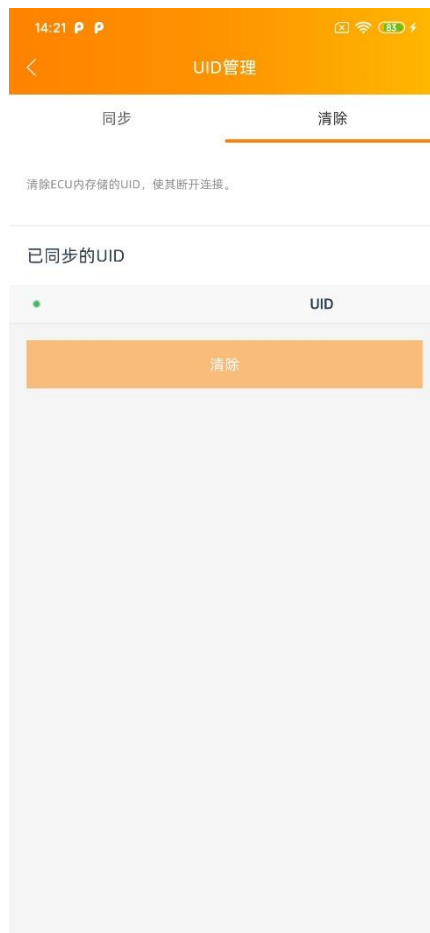 14:21 P P 83
UID管理
同步 清除
清除ECU内存储的UID，使其断开连接。
已同步的UID
UID
清除